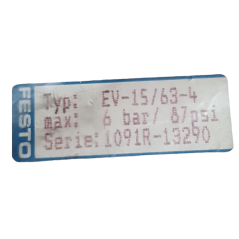 FESTO
Typ: EV-15/63-4
max: 6 bar/ 87psi
Serie: 1091R-13290